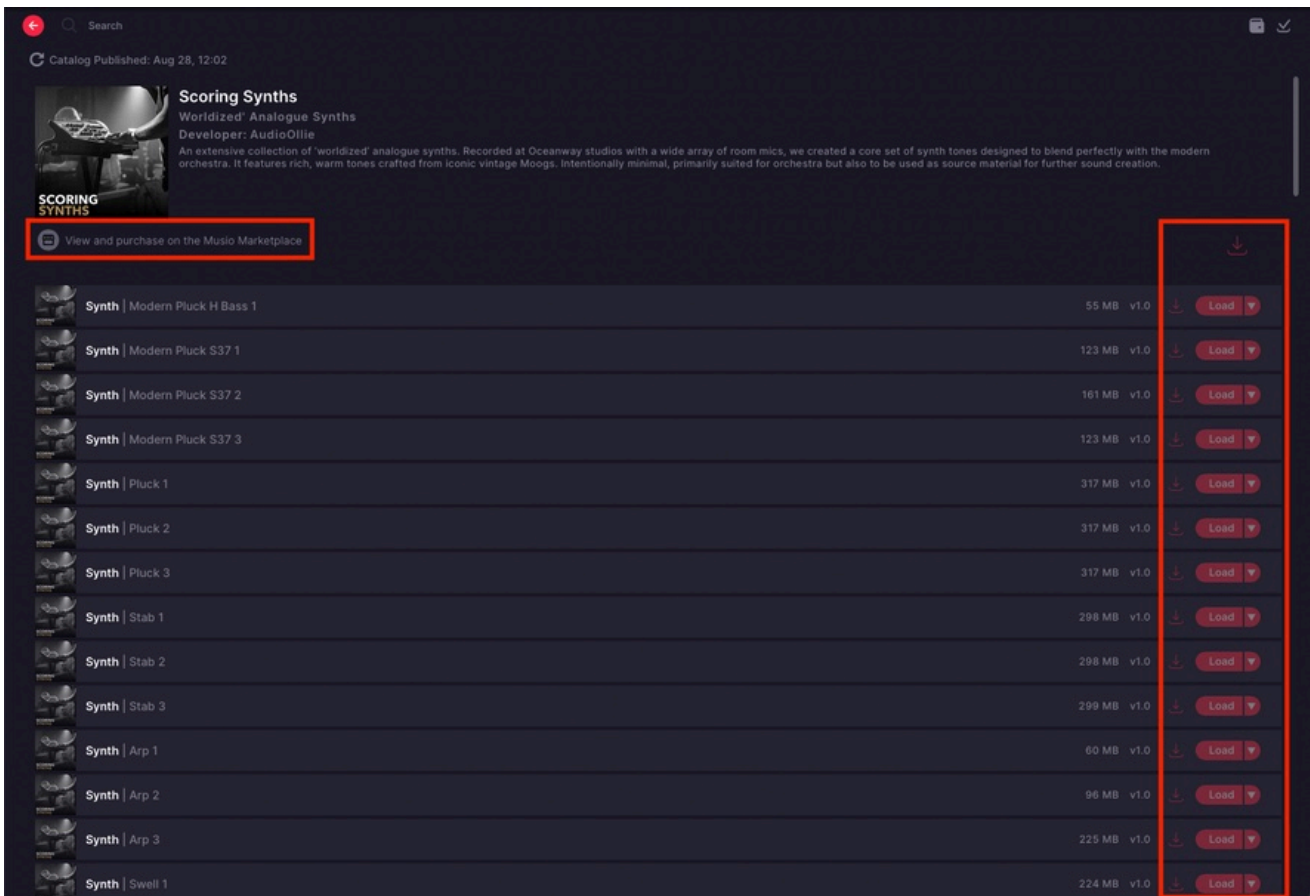 Search
Catalog Published: Aug 28, 12:02
Scoring Synths
Worldized' Analogue Synths
Developer: AudioOllie
An extensive collection of 'worldized' analogue synths. Recorded at Oceanway studios with a wide array of room mics, we created a core set of synth tones designed to blend perfectly with the modern
orchestra. It features rich, warm tones crafted from iconic vintage Moogs. Intentionally minimal, primarily suited for orchestra but also to be used as source material for further sound creation.
SCORING
SYNTHS
View and purchase on the Musio Marketplace
Synth | Modern Pluck H Bass 1 55 MB v1.0 Load
Synth | Modern Pluck S37 1 123 MB v1.0 Load
Synth | Modern Pluck S37 2 161 MB v1.0 Load
Synth | Modern Pluck S37 3 123 MB v1.0 Load
Synth | Pluck 1 317 MB v1.0 Load
Synth | Pluck 2 317 MB v1.0 Load
Synth | Pluck 3 317 MB v1.0 Load
Synth | Stab 1 298 MB v1.0 Load
Synth | Stab 2 298 MB v1.0 Load
Synth | Stab 3 299 MB v1.0 Load
Synth | Arp 1 60 MB v1.0 Load
Synth | Arp 2 96 MB v1.0 Load
Synth | Arp 3 225 MB v1.0 Load
Synth | Swell 1 224 MB v1.0 Load